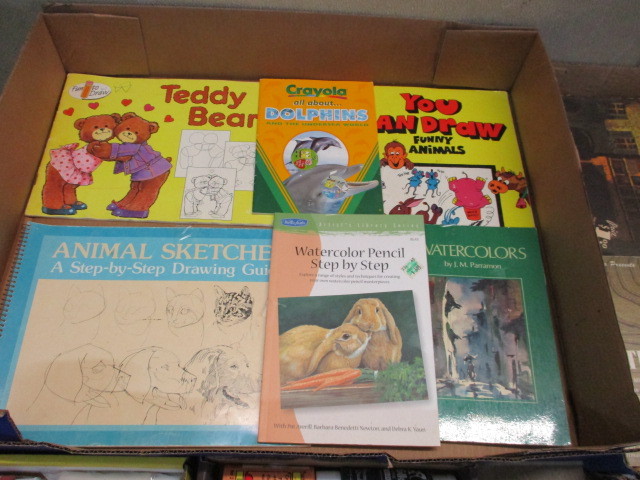 Teddy
Bear
Crayola
all about...
DOLPHINS
You
AN DRaw
FUNNY
ANiMALS
ANIMAL SKETCHE
A Step-by-Step Drawing Gui
Watercolor Pencil
Step by Step
WATERCOLORS
by J. M. Parramon